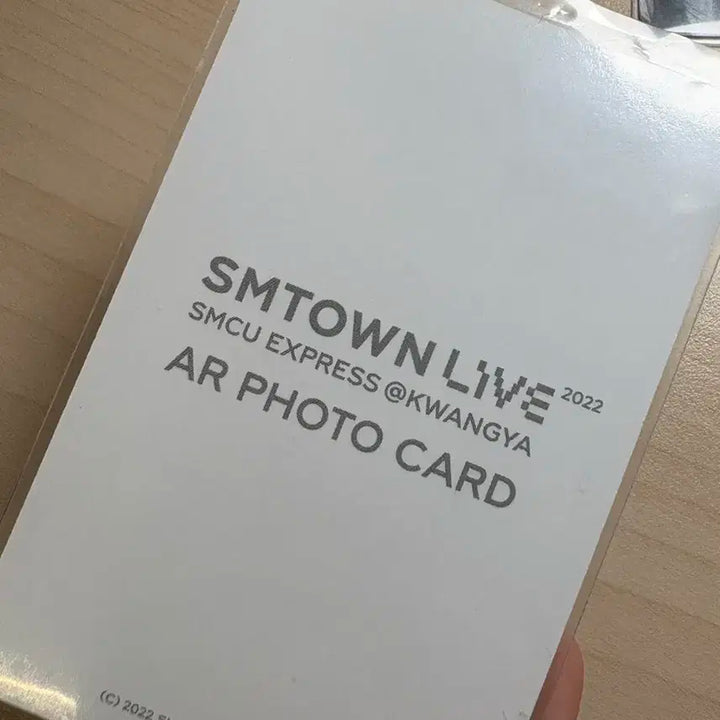 SMTOWN LIVE 2022
SMCU EXPRESS @KWANGYA
AR PHOTO CARD
(C) 2022